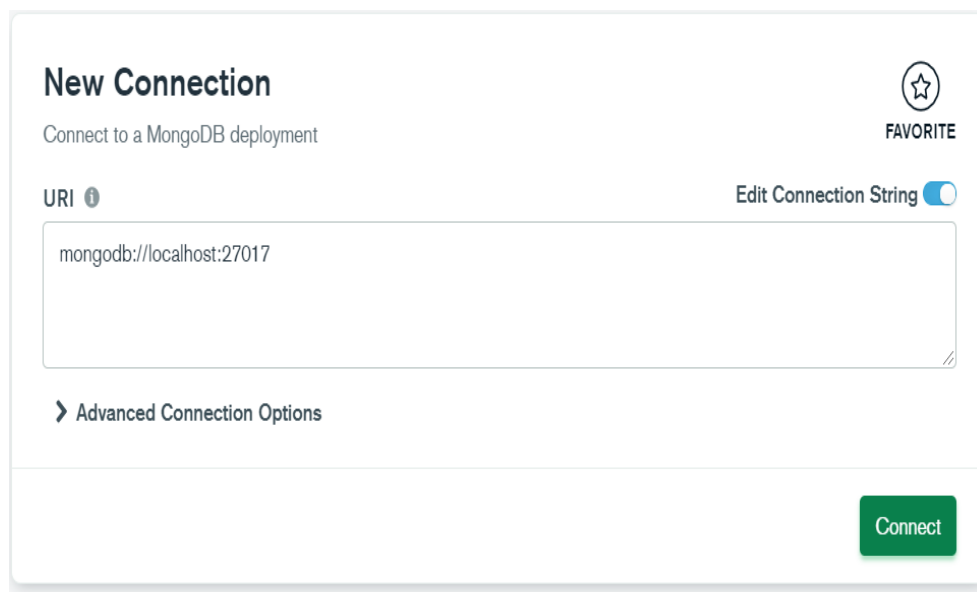 New Connection
FAVORITE
Connect to a MongoDB deployment
URI
Edit Connection String
mongodb://localhost:27017
Advanced Connection Options
Connect